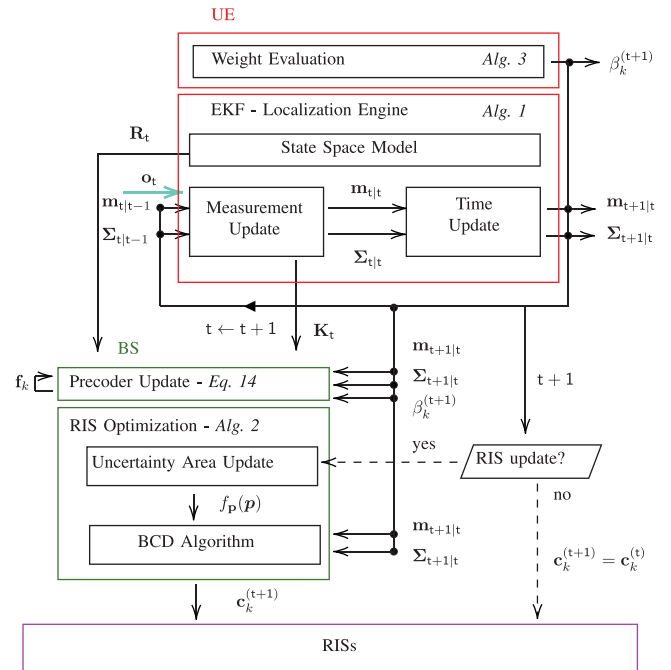 UE
Weight Evaluation Alg. 3
β_k^(t+1)
EKF - Localization Engine Alg. 1
R_t
State Space Model
o_t
m_t|t−1
Σ_t|t−1
Measurement
Update
m_t|t
Σ_t|t
Time
Update
m_t+1|t
Σ_t+1|t
t ← t + 1
K_t
BS
m_t+1|t
Σ_t+1|t
β_k^(t+1)
t + 1
f_k
Precoder Update - Eq. 14
RIS Optimization - Alg. 2
Uncertainty Area Update
yes
RIS update?
no
f_p(p)
BCD Algorithm
m_t+1|t
Σ_t+1|t
c_k^(t+1) = c_k^(t)
c_k^(t+1)
RISs